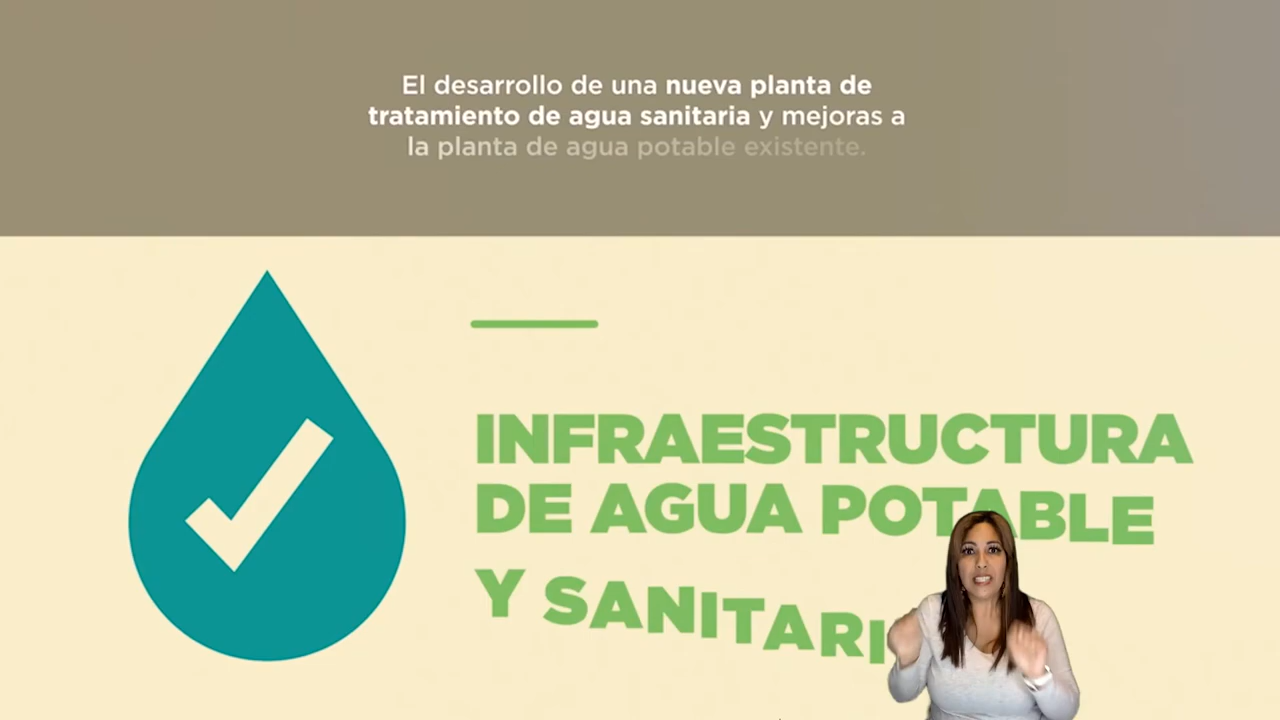 El desarrollo de una nueva planta de
tratamiento de agua sanitaria y mejoras a
la planta de agua potable existente.
INFRAESTRUCTURA
DE AGUA POTABLE
Y SANITARI